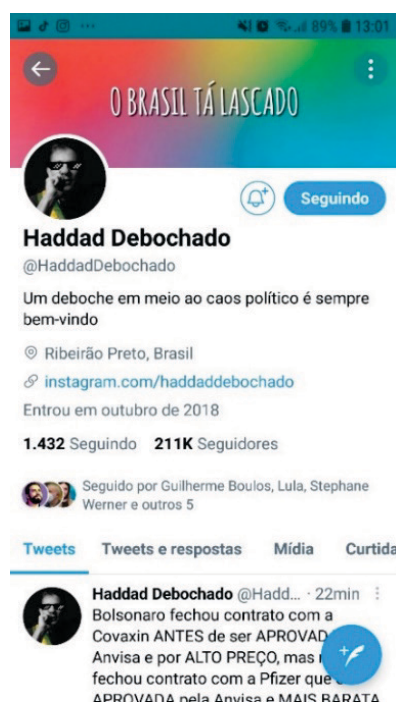 89% 13:01
O BRASIL TÁ LASCADO
Seguindo
Haddad Debochado
@HaddadDebochado
Um deboche em meio ao caos político é sempre
bem-vindo
Ribeirão Preto, Brasil
instagram.com/haddaddebochado
Entrou em outubro de 2018
1.432 Seguindo 211K Seguidores
Seguido por Guilherme Boulos, Lula, Stephane
Werner e outros 5
Tweets Tweets e respostas Mídia Curtida
Haddad Debochado @Hadd... · 22min
Bolsonaro fechou contrato com a
Covaxin ANTES de ser APROVAD
Anvisa e por ALTO PREÇO, mas
fechou contrato com a Pfizer que
APROVADA pela Anvisa e MAIS BARATA